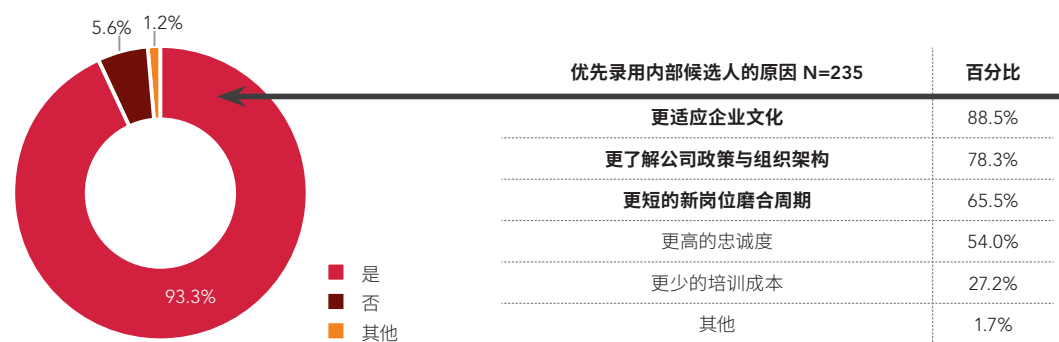 5.6%
1.2%
93.3%
是
否
其他
优先录用内部候选人的原因 N=235 百分比
更适应企业文化 88.5%
更了解公司政策与组织架构 78.3%
更短的新岗位磨合周期 65.5%
更高的忠诚度 54.0%
更少的培训成本 27.2%
其他 1.7%